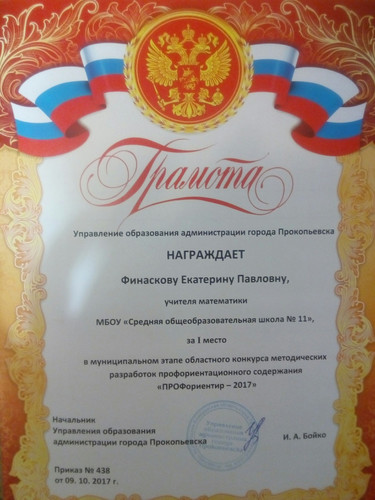 Грамота
Управление образования администрации города Прокопьевска
НАГРАЖДАЕТ
Финаскову Екатерину Павловну,
учителя математики
МБОУ «Средняя общеобразовательная школа № 11»,
за I место
в муниципальном этапе областного конкурса методических
разработок профориентационного содержания
«ПРОФориентир – 2017»
Начальник
Управления образования
администрации города Прокопьевска
И. А. Бойко
Приказ № 438
от 09. 10. 2017 г.